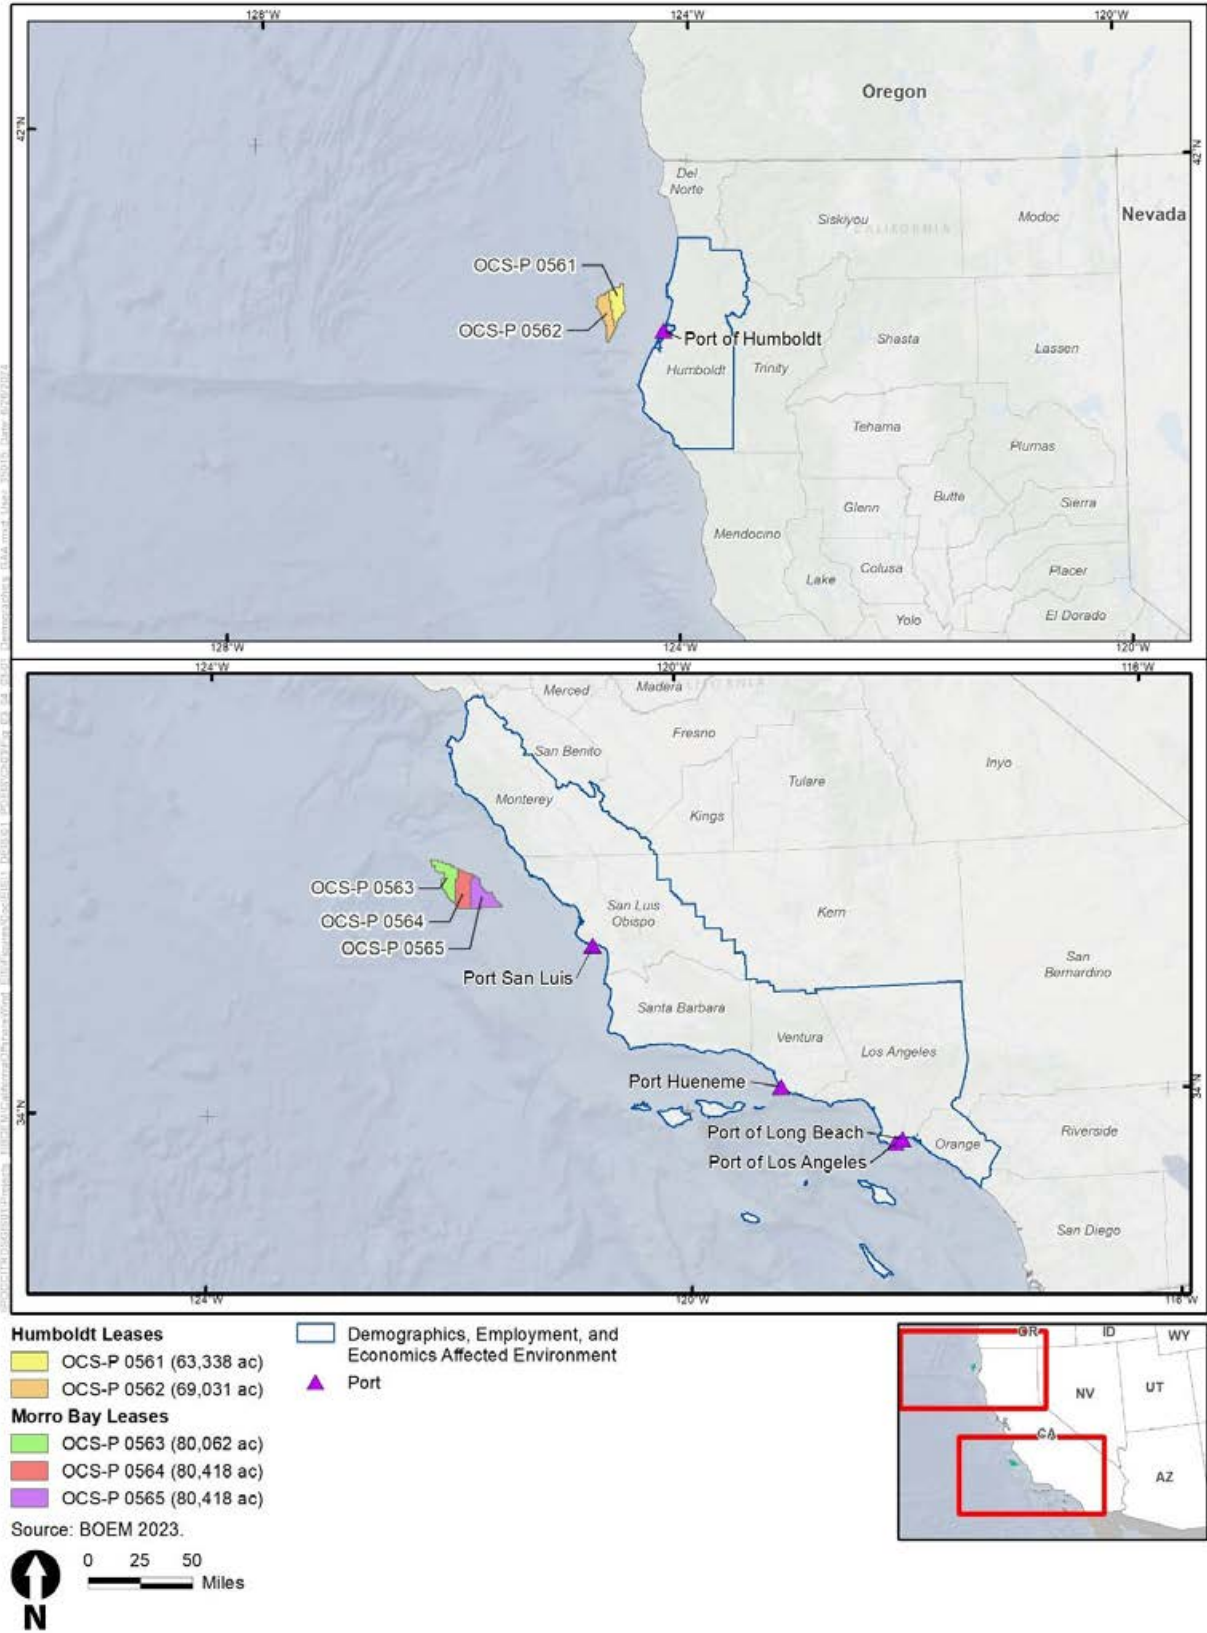 128°W 124°W 120°W
Oregon
42°N
42°N
Del
Norte
Siskiyou
Modoc
Nevada
CALIFORNIA
OCS-P 0561
OCS-P 0562
Port of Humboldt
Humboldt
Trinity
Shasta
Lassen
Tehama
Plumas
Glenn
Butte
Sierra
Mendocino
Colusa
Placer
Lake
Yolo
El Dorado
128°W 124°W 120°W
124°W 120°W 116°W
Merced
Madera
San Benito
Fresno
Inyo
Monterey
Tulare
Kings
OCS-P 0563
OCS-P 0564
OCS-P 0565
San Luis
Obispo
Kern
San
Bernardino
Port San Luis
Santa Barbara
Ventura
Los Angeles
Port Hueneme
34°N
34°N
Port of Long Beach
Port of Los Angeles
Orange
Riverside
San Diego
124°W 120°W 116°W
Humboldt Leases
OCS-P 0561 (63,338 ac)
OCS-P 0562 (69,031 ac)
Morro Bay Leases
OCS-P 0563 (80,062 ac)
OCS-P 0564 (80,418 ac)
OCS-P 0565 (80,418 ac)
Source: BOEM 2023.
Demographics, Employment, and
Economics Affected Environment
Port
0 25 50
Miles
N
OR ID WY
NV UT
CA
AZ